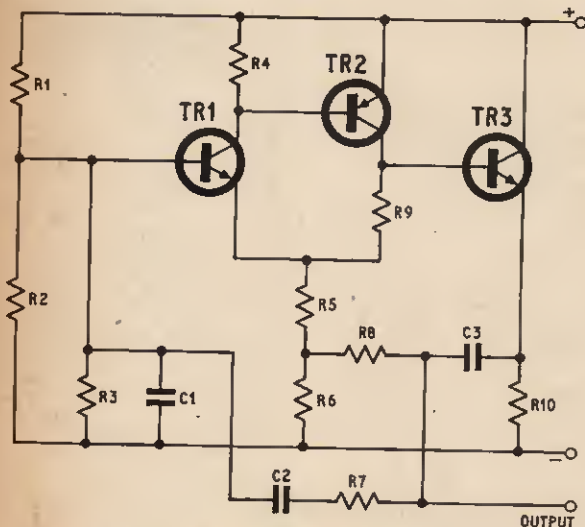 +
R1
R4
TR2
TR1
TR3
R9
R2
R5
R8
C3
R3
C1
R6
R10
−
C2
R7
OUTPUT